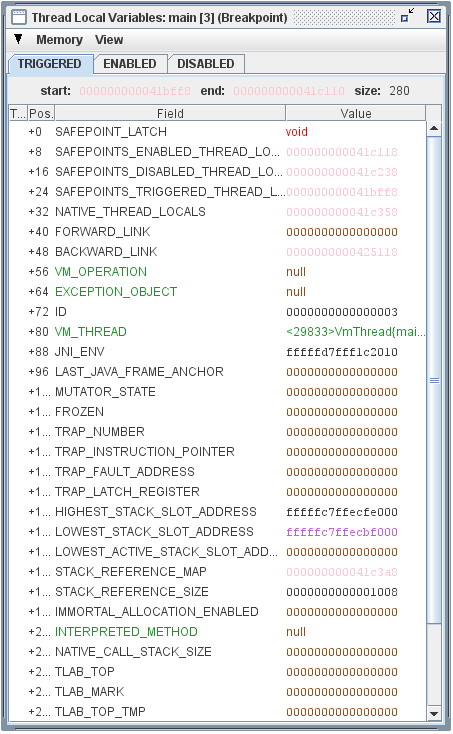 Thread Local Variables: main [3] (Breakpoint)
Memory View
TRIGGERED ENABLED DISABLED
start: 000000000041bff8 end: 000000000041c110 size: 280
T... Pos. Field Value
+0 SAFEPOINT_LATCH void
+8 SAFEPOINTS_ENABLED_THREAD_LO... 000000000041c118
+16 SAFEPOINTS_DISABLED_THREAD_LO... 000000000041c238
+24 SAFEPOINTS_TRIGGERED_THREAD_L... 000000000041bff8
+32 NATIVE_THREAD_LOCALS 000000000041c358
+40 FORWARD_LINK 0000000000000000
+48 BACKWARD_LINK 0000000000425118
+56 VM_OPERATION null
+64 EXCEPTION_OBJECT null
+72 ID 0000000000000003
+80 VM_THREAD <29833>VmThread{mai...
+88 JNI_ENV fffffd7fff1c2010
+96 LAST_JAVA_FRAME_ANCHOR 0000000000000000
+1... MUTATOR_STATE 0000000000000000
+1... FROZEN 0000000000000000
+1... TRAP_NUMBER 0000000000000000
+1... TRAP_INSTRUCTION_POINTER 0000000000000000
+1... TRAP_FAULT_ADDRESS 0000000000000000
+1... TRAP_LATCH_REGISTER 0000000000000000
+1... HIGHEST_STACK_SLOT_ADDRESS fffffc7ffecfe000
+1... LOWEST_STACK_SLOT_ADDRESS fffffc7ffecbf000
+1... LOWEST_ACTIVE_STACK_SLOT_ADD... 0000000000000000
+1... STACK_REFERENCE_MAP 000000000041c3a8
+1... STACK_REFERENCE_SIZE 0000000000001008
+1... IMMORTAL_ALLOCATION_ENABLED 0000000000000000
+2... INTERPRETED_METHOD null
+2... NATIVE_CALL_STACK_SIZE 0000000000000000
+2... TLAB_TOP 0000000000000000
+2... TLAB_MARK 0000000000000000
+2... TLAB_TOP_TMP 0000000000000000